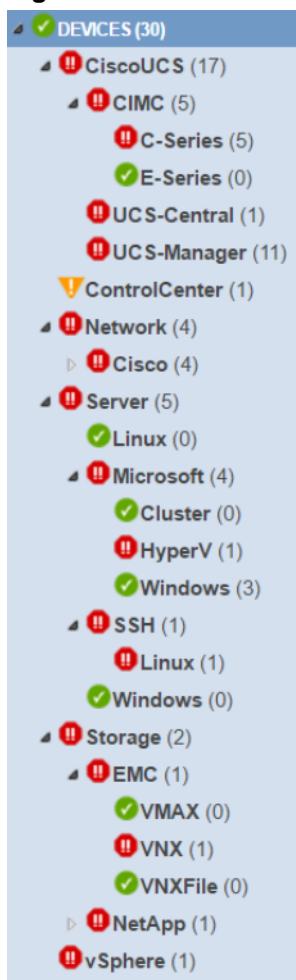 DEVICES (30)
CiscoUCS (17)
CIMC (5)
C-Series (5)
E-Series (0)
UCS-Central (1)
UCS-Manager (11)
ControlCenter (1)
Network (4)
Cisco (4)
Server (5)
Linux (0)
Microsoft (4)
Cluster (0)
HyperV (1)
Windows (3)
SSH (1)
Linux (1)
Windows (0)
Storage (2)
EMC (1)
VMAX (0)
VNX (1)
VNXFile (0)
NetApp (1)
vSphere (1)